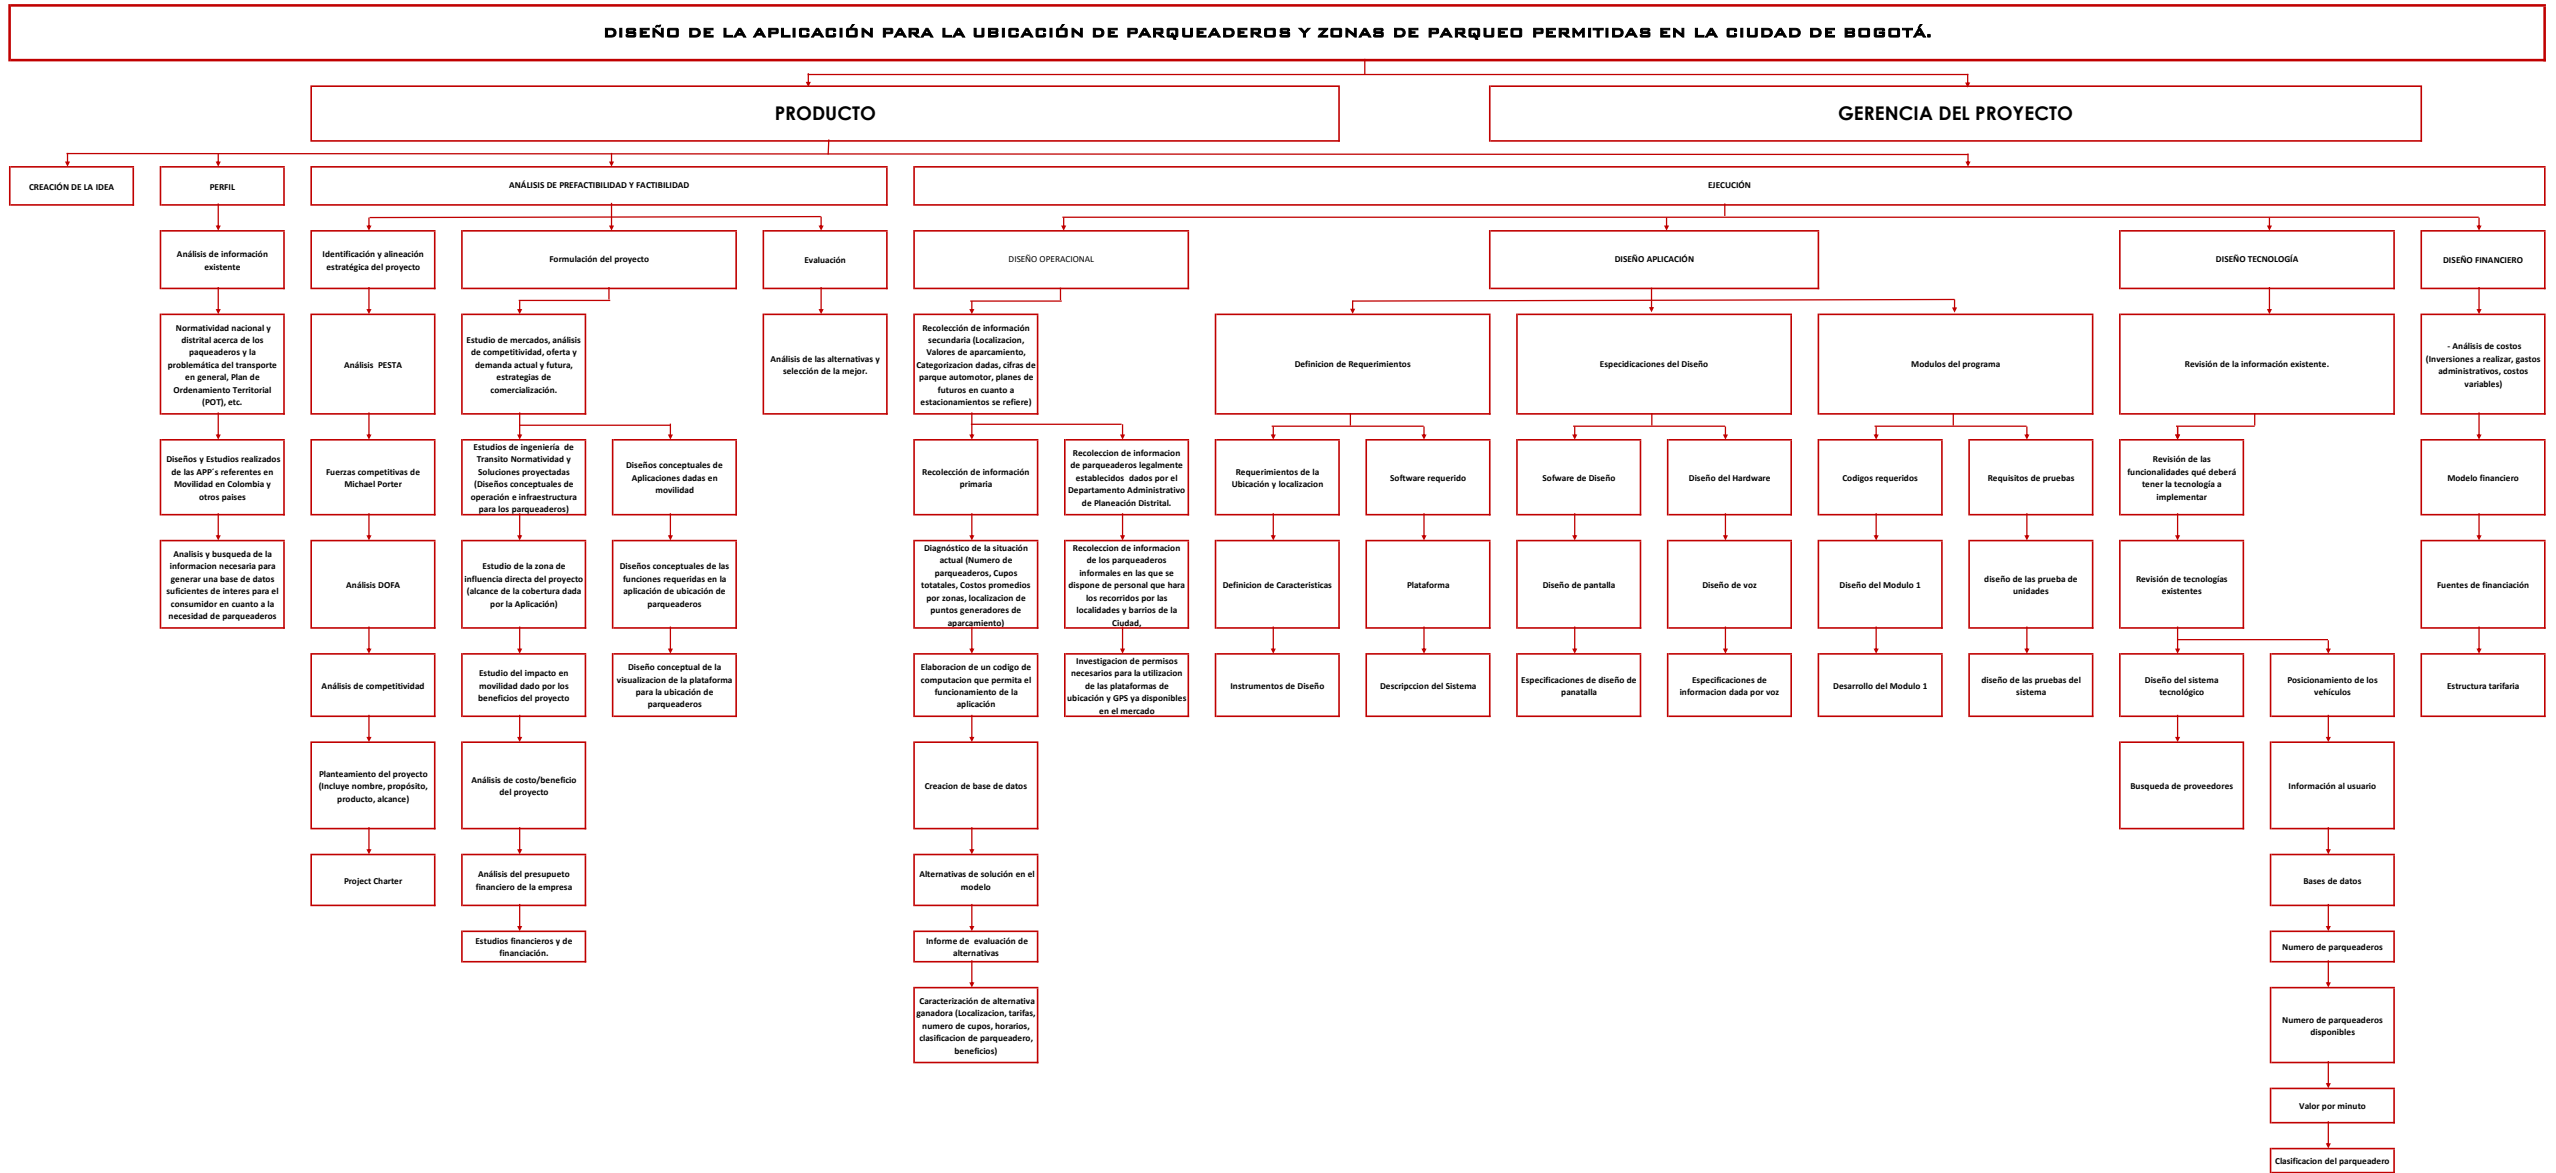 DISEÑO DE LA APLICACIÓN PARA LA UBICACIÓN DE PARQUEADEROS Y ZONAS DE PARQUEO PERMITIDAS EN LA CIUDAD DE BOGOTÁ.
PRODUCTO
GERENCIA DEL PROYECTO
CREACIÓN DE LA IDEA
PERFIL
ANÁLISIS DE PREFACTIBILIDAD Y FACTIBILIDAD
EJECUCIÓN
Análisis de información
existente
Identificación y alineación
estratégica del proyecto
Formulación del proyecto
Evaluación
DISEÑO OPERACIONAL
DISEÑO APLICACIÓN
DISEÑO TECNOLOGÍA
DISEÑO FINANCIERO
Normatividad nacional y
distrital acerca de los
paqueaderos y la
problemática del transporte
en general, Plan de
Ordenamiento Territorial
(POT), etc.
Análisis PESTA
Estudio de mercados, análisis
de competitividad, oferta y
demanda actual y futura,
estrategias de
comercialización.
Análisis de las alternativas y
selección de la mejor.
Recolección de información
secundaria (Localizacion,
Valores de aparcamiento,
Categorizacion dadas, cifras de
parque automotor, planes de
futuros en cuanto a
estacionamientos se refiere)
Definicion de Requerimientos
Especidicaciones del Diseño
Modulos del programa
Revisión de la información existente.
- Análisis de costos
(Inversiones a realizar, gastos
administrativos, costos
variables)
Diseños y Estudios realizados
de las APP´s referentes en
Movilidad en Colombia y
otros paises
Fuerzas competitivas de
Michael Porter
Estudios de ingeniería de
Transito Normatividad y
Soluciones proyectadas
(Diseños conceptuales de
operación e infraestructura
para los parqueaderos)
Diseños conceptuales de
Aplicaciones dadas en
movilidad
Recolección de información
primaria
Recoleccion de informacion
de parqueaderos legalmente
establecidos dados por el
Departamento Administrativo
de Planeación Distrital.
Requerimientos de la
Ubicación y localizacion
Software requerido
Sofware de Diseño
Diseño del Hardware
Codigos requeridos
Requisitos de pruebas
Revisión de las
funcionalidades qué deberá
tener la tecnología a
implementar
Modelo financiero
Analisis y busqueda de la
informacion necesaria para
generar una base de datos
suficientes de interes para el
consumidor en cuanto a la
necesidad de parqueaderos
Análisis DOFA
Estudio de la zona de
influencia directa del proyecto
(alcance de la cobertura dada
por la Aplicación)
Diseños conceptuales de las
funciones requeridas en la
aplicación de ubicación de
parqueaderos
Diagnóstico de la situación
actual (Numero de
parqueaderos, Cupos
totatales, Costos promedios
por zonas, localizacion de
puntos generadores de
aparcamiento)
Recoleccion de informacion
de los parqueaderos
informales en las que se
dispone de personal que hara
los recorridos por las
localidades y barrios de la
Ciudad,
Definicion de Caracteristicas
Plataforma
Diseño de pantalla
Diseño de voz
Diseño del Modulo 1
diseño de las prueba de
unidades
Revisión de tecnologías
existentes
Fuentes de financiación
Análisis de competitividad
Estudio del impacto en
movilidad dado por los
beneficios del proyecto
Diseño conceptual de la
visualizacion de la plataforma
para la ubicación de
parqueaderos
Elaboracion de un codigo de
computacion que permita el
funcionamiento de la
aplicación
Investigacion de permisos
necesarios para la utilizacion
de las plataformas de
ubicación y GPS ya disponibles
en el mercado
Instrumentos de Diseño
Descripccion del Sistema
Especificaciones de diseño de
panatalla
Especificaciones de
informacion dada por voz
Desarrollo del Modulo 1
diseño de las pruebas del
sistema
Diseño del sistema
tecnológico
Posicionamiento de los
vehículos
Estructura tarifaria
Planteamiento del proyecto
(Incluye nombre, propósito,
producto, alcance)
Análisis de costo/beneficio
del proyecto
Creacion de base de datos
Busqueda de proveedores
Información al usuario
Project Charter
Análisis del presupueto
financiero de la empresa
Alternativas de solución en el
modelo
Bases de datos
Estudios financieros y de
financiación.
Informe de evaluación de
alternativas
Numero de parqueaderos
Caracterización de alternativa
ganadora (Localizacion, tarifas,
numero de cupos, horarios,
clasificacion de parqueadero,
beneficios)
Numero de parqueaderos
disponibles
Valor por minuto
Clasificacion del parqueadero